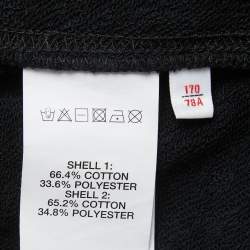 170
78A
SHELL 1:
66.4% COTTON
33.6% POLYESTER
SHELL 2:
65.2% COTTON
34.8% POLYESTER